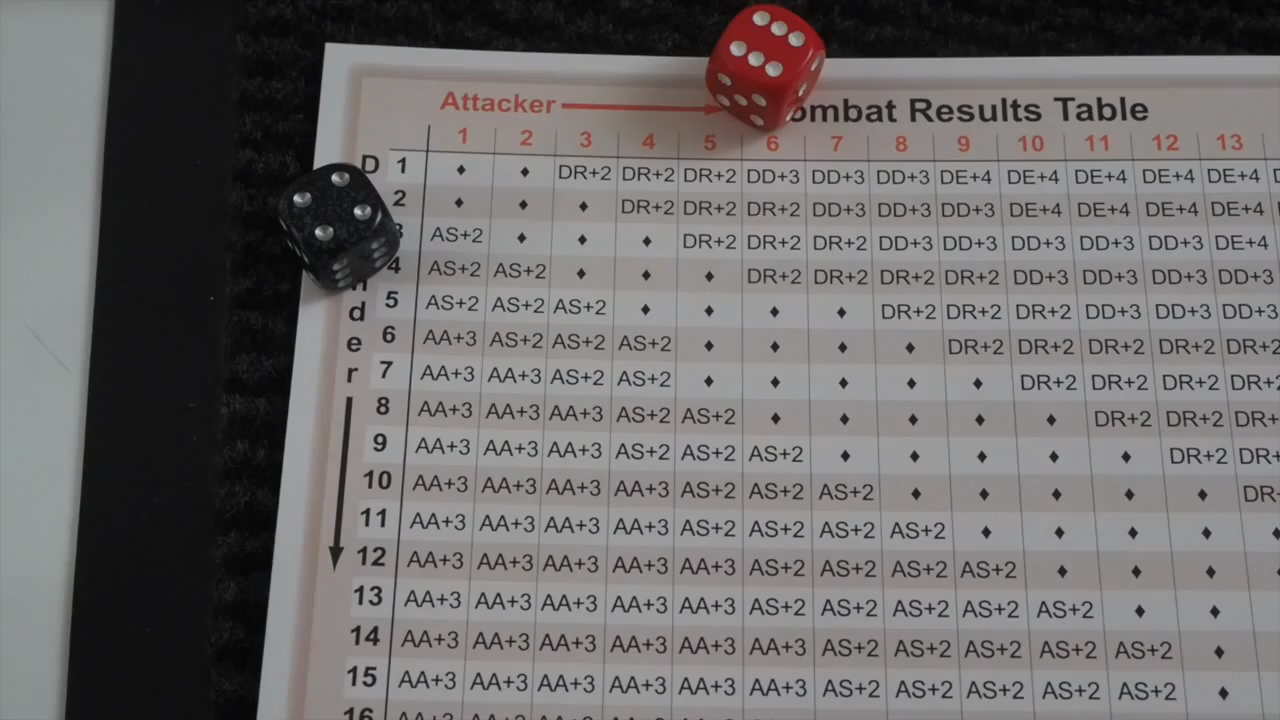 Attacker ombat Results Table
1 2 3 4 5 6 7 8 9 10 11 12 13
D 1 ♦ ♦ DR+2 DR+2 DR+2 DD+3 DD+3 DD+3 DE+4 DE+4 DE+4 DE+4 DE+4
2 ♦ ♦ ♦ DR+2 DR+2 DR+2 DD+3 DD+3 DD+3 DE+4 DE+4 DE+4 DE+4
3 AS+2 ♦ ♦ ♦ DR+2 DR+2 DR+2 DD+3 DD+3 DD+3 DD+3 DD+3 DE+4
4 AS+2 AS+2 ♦ ♦ ♦ DR+2 DR+2 DR+2 DR+2 DD+3 DD+3 DD+3 DD+3
n
d 5 AS+2 AS+2 AS+2 ♦ ♦ ♦ ♦ DR+2 DR+2 DR+2 DD+3 DD+3 DD+3
e 6 AA+3 AS+2 AS+2 AS+2 ♦ ♦ ♦ ♦ DR+2 DR+2 DR+2 DR+2 DR+2
r 7 AA+3 AA+3 AS+2 AS+2 ♦ ♦ ♦ ♦ ♦ DR+2 DR+2 DR+2 DR+2
8 AA+3 AA+3 AA+3 AS+2 AS+2 ♦ ♦ ♦ ♦ ♦ DR+2 DR+2 DR+
9 AA+3 AA+3 AA+3 AS+2 AS+2 AS+2 ♦ ♦ ♦ ♦ ♦ DR+2 DR+
10 AA+3 AA+3 AA+3 AA+3 AS+2 AS+2 AS+2 ♦ ♦ ♦ ♦ ♦ DR
11 AA+3 AA+3 AA+3 AA+3 AS+2 AS+2 AS+2 AS+2 ♦ ♦ ♦ ♦ ♦
12 AA+3 AA+3 AA+3 AA+3 AA+3 AS+2 AS+2 AS+2 AS+2 ♦ ♦ ♦ ♦
13 AA+3 AA+3 AA+3 AA+3 AA+3 AS+2 AS+2 AS+2 AS+2 AS+2 ♦ ♦
14 AA+3 AA+3 AA+3 AA+3 AA+3 AA+3 AS+2 AS+2 AS+2 AS+2 AS+2 ♦
15 AA+3 AA+3 AA+3 AA+3 AA+3 AA+3 AS+2 AS+2 AS+2 AS+2 AS+2 ♦
16